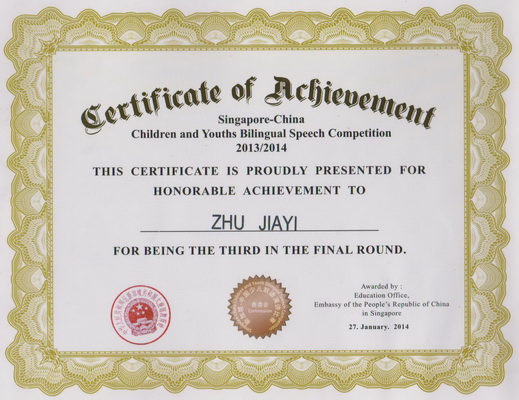 Certificate of Achievement
Singapore-China
Children and Youths Bilingual Speech Competition
2013/2014
THIS CERTIFICATE IS PROUDLY PRESENTED FOR
HONORABLE ACHIEVEMENT TO
ZHU JIAYI
FOR BEING THE THIRD IN THE FINAL ROUND.
Awarded by :
Education Office,
Embassy of the People's Republic of China
in Singapore
27. January. 2014